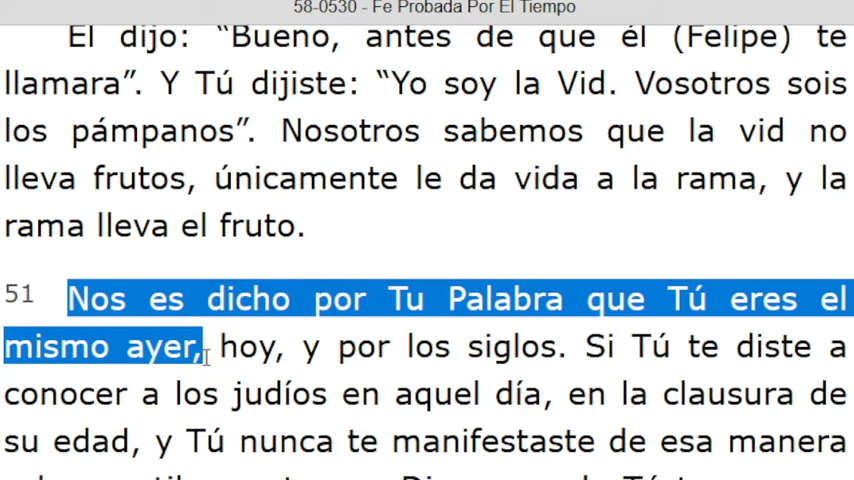 58-0530 - Fe Probada Por El Tiempo
El dijo: “Bueno, antes de que él (Felipe) te
llamara”. Y Tú dijiste: “Yo soy la Vid. Vosotros sois
los pámpanos”. Nosotros sabemos que la vid no
lleva frutos, únicamente le da vida a la rama, y la
rama lleva el fruto.
51 Nos es dicho por Tu Palabra que Tú eres el
mismo ayer, hoy, y por los siglos. Si Tú te diste a
conocer a los judíos en aquel día, en la clausura de
su edad, y Tú nunca te manifestaste de esa manera